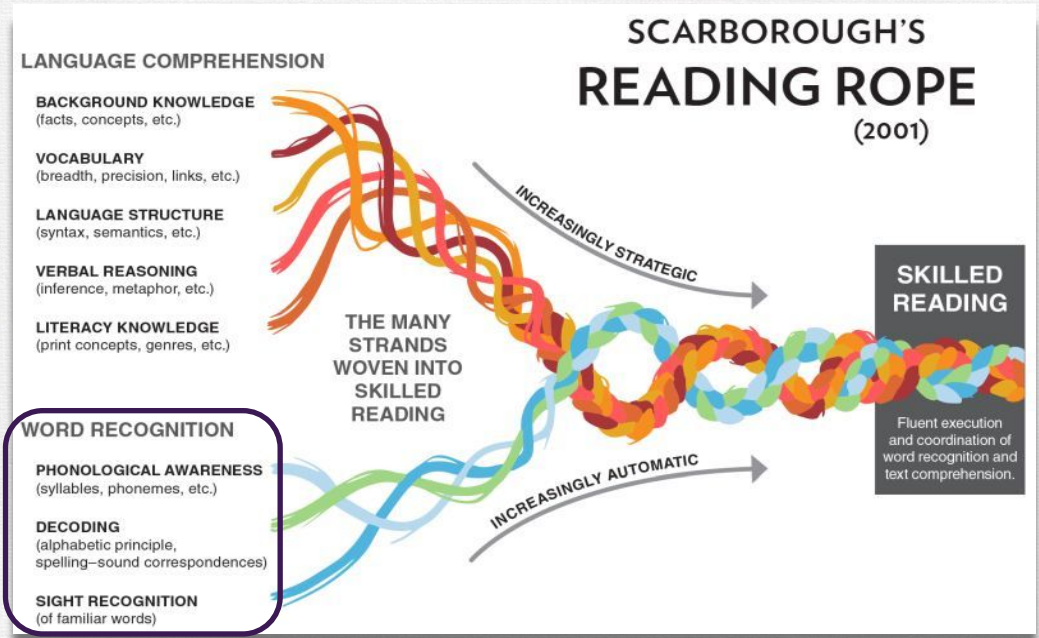 SCARBOROUGH'S
READING ROPE
(2001)
LANGUAGE COMPREHENSION
BACKGROUND KNOWLEDGE
(facts, concepts, etc.)
VOCABULARY
(breadth, precision, links, etc.)
LANGUAGE STRUCTURE
(syntax, semantics, etc.)
VERBAL REASONING
(inference, metaphor, etc.)
LITERACY KNOWLEDGE
(print concepts, genres, etc.)
WORD RECOGNITION
PHONOLOGICAL AWARENESS
(syllables, phonemes, etc.)
DECODING
(alphabetic principle,
spelling–sound correspondences)
SIGHT RECOGNITION
(of familiar words)
THE MANY
STRANDS
WOVEN INTO
SKILLED
READING
INCREASINGLY STRATEGIC
INCREASINGLY AUTOMATIC
SKILLED
READING
Fluent execution
and coordination of
word recognition and
text comprehension.